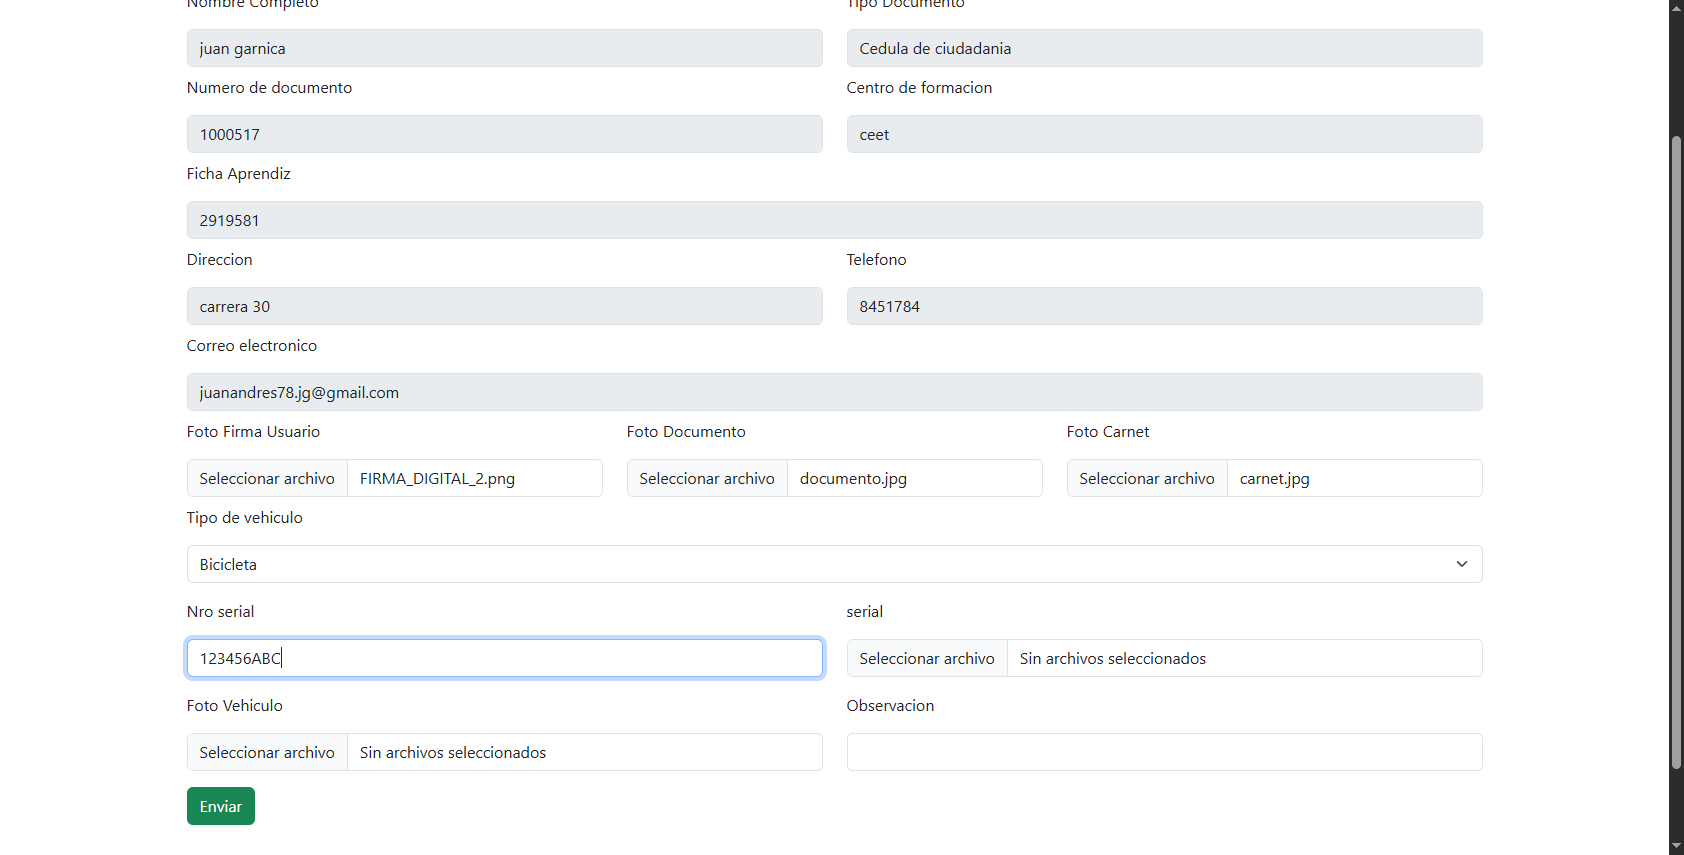 Nombre Completo Tipo Documento
juan garnica Cedula de ciudadania
Numero de documento Centro de formacion
1000517 ceet
Ficha Aprendiz
2919581
Direccion Telefono
carrera 30 8451784
Correo electronico
juanandres78.jg@gmail.com
Foto Firma Usuario Foto Documento Foto Carnet
Seleccionar archivo FIRMA_DIGITAL_2.png Seleccionar archivo documento.jpg Seleccionar archivo carnet.jpg
Tipo de vehiculo
Bicicleta
Nro serial serial
123456ABC Seleccionar archivo Sin archivos seleccionados
Foto Vehiculo Observacion
Seleccionar archivo Sin archivos seleccionados
Enviar